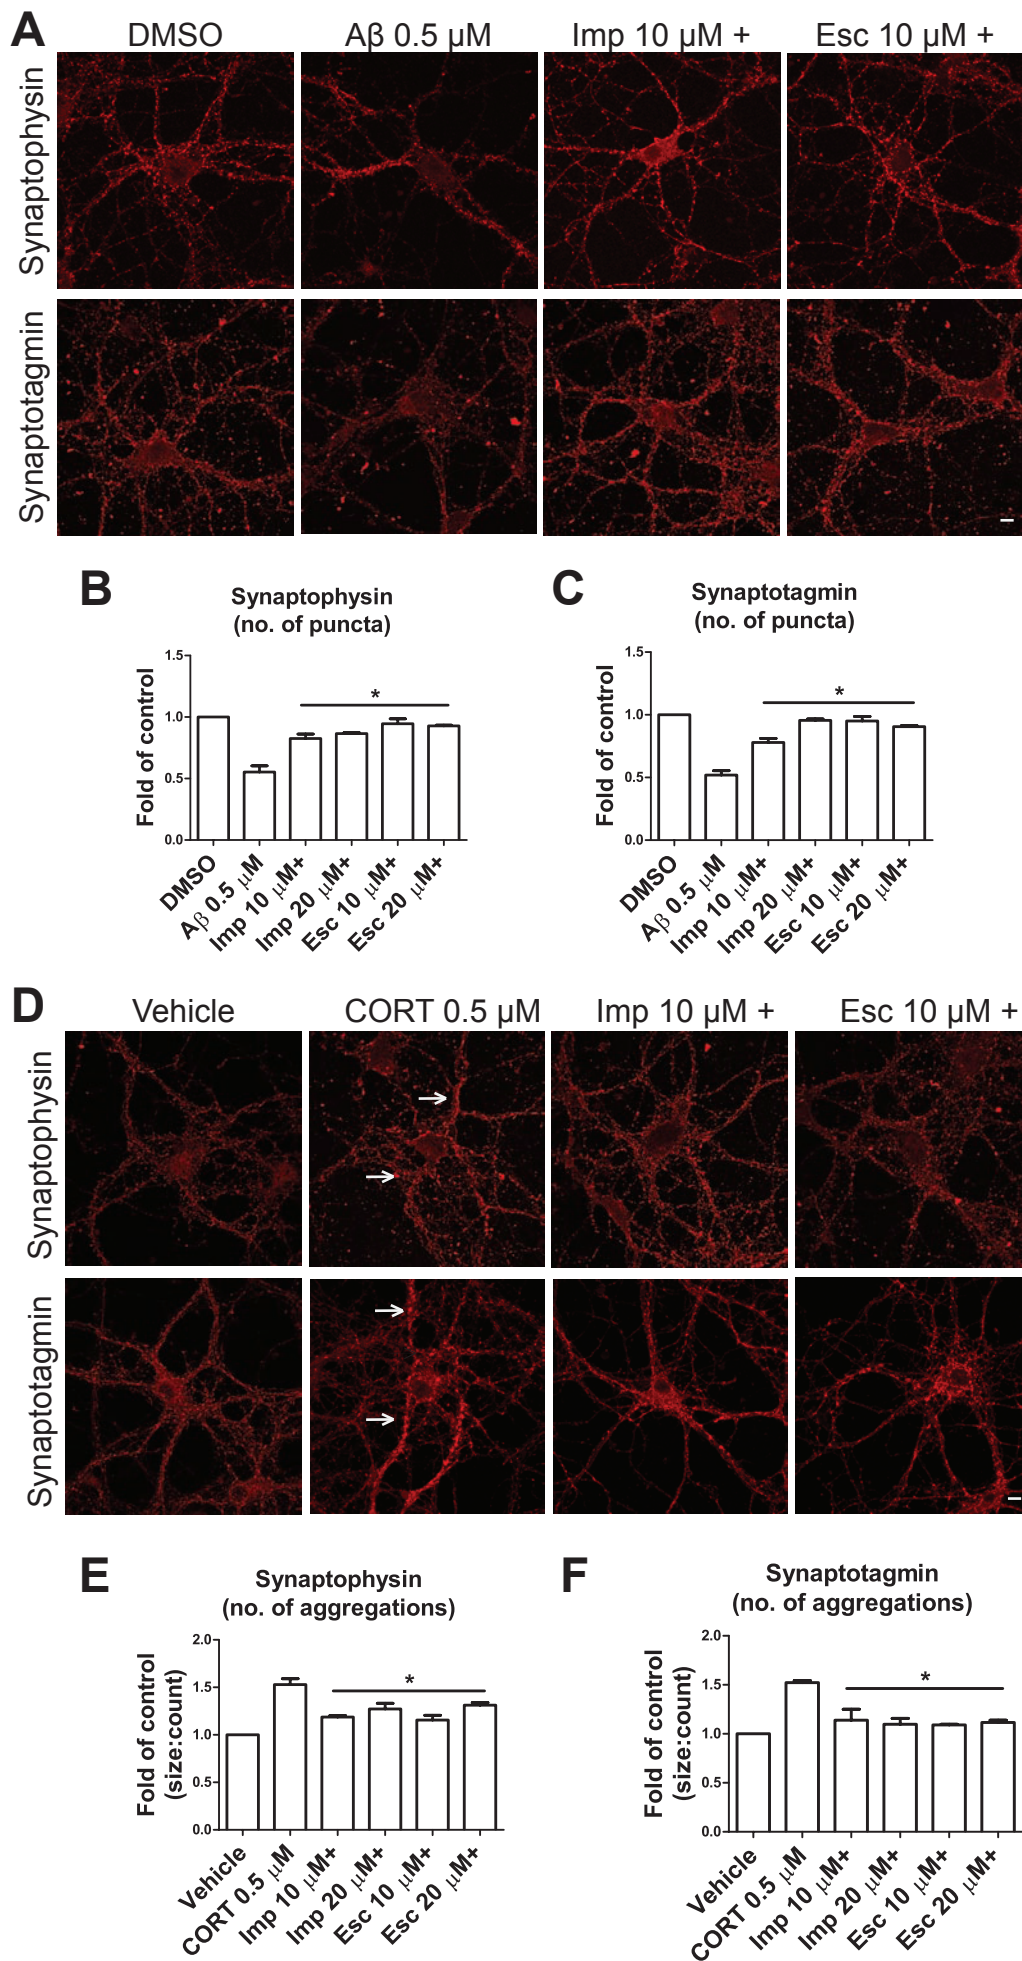 A
DMSO
Aβ 0.5 µM
Imp 10 µM +
Esc 10 µM +
Synaptophysin
Synaptotagmin
B
Synaptophysin
(no. of puncta)
Fold of control
1.5
1.0
0.5
0.0
*
DMSO
Aβ 0.5 µM
Imp 10 µM+
Imp 20 µM+
Esc 10 µM+
Esc 20 µM+
C
Synaptotagmin
(no. of puncta)
Fold of control
1.5
1.0
0.5
0.0
*
DMSO
Aβ 0.5 µM
Imp 10 µM+
Imp 20 µM+
Esc 10 µM+
Esc 20 µM+
D
Vehicle
CORT 0.5 µM
Imp 10 µM +
Esc 10 µM +
Synaptophysin
Synaptotagmin
E
Synaptophysin
(no. of aggregations)
Fold of control
(size:count)
2.0
1.5
1.0
0.5
0.0
*
Vehicle
CORT 0.5 µM
Imp 10 µM+
Imp 20 µM+
Esc 10 µM+
Esc 20 µM+
F
Synaptotagmin
(no. of aggregations)
Fold of control
(size:count)
2.0
1.5
1.0
0.5
0.0
*
Vehicle
CORT 0.5 µM
Imp 10 µM+
Imp 20 µM+
Esc 10 µM+
Esc 20 µM+